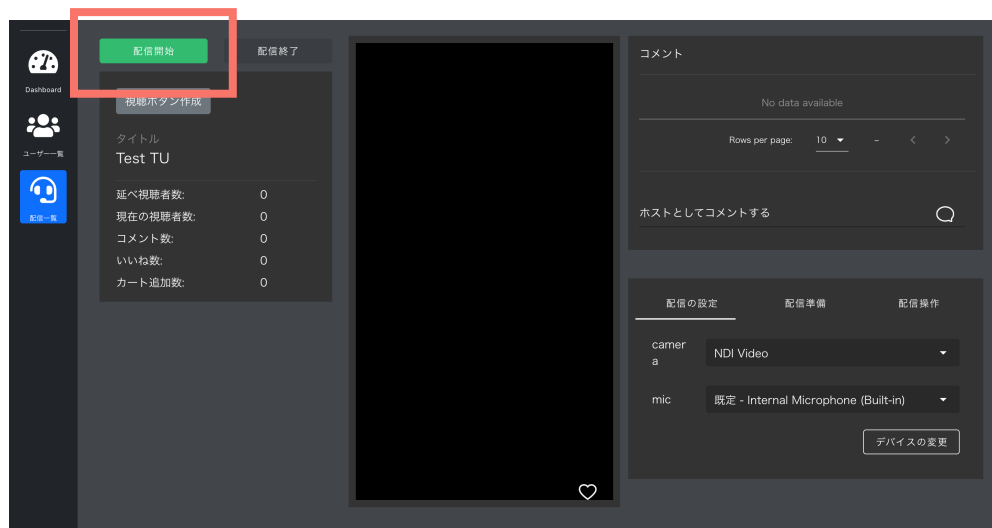 Dashboard
ユーザー一覧
配信一覧
配信開始
配信終了
視聴ボタン作成
タイトル
Test TU
延べ視聴者数: 0
現在の視聴者数: 0
コメント数: 0
いいね数: 0
カート追加数: 0
コメント
No data available
Rows per page: 10 –
ホストとしてコメントする
配信の設定 配信準備 配信操作
camer
a
NDI Video
mic 既定 - Internal Microphone (Built-in)
デバイスの変更